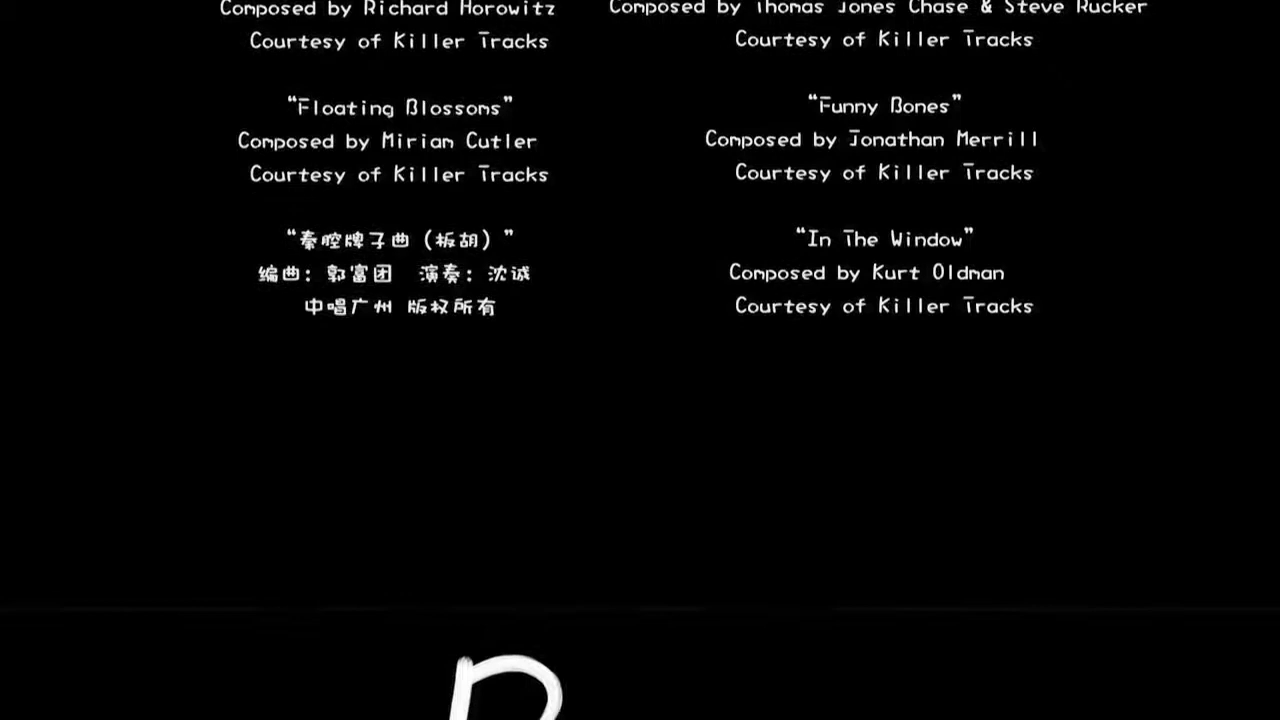 Composed by Richard Horowitz
Courtesy of Killer Tracks
“Floating Blossoms”
Composed by Miriam Cutler
Courtesy of Killer Tracks
“秦腔牌子曲（板胡）”
编曲：郭富团 演奏：沈诚
中唱广州 版权所有
Composed by Thomas Jones Chase & Steve Rucker
Courtesy of Killer Tracks
“Funny Bones”
Composed by Jonathan Merrill
Courtesy of Killer Tracks
“In The Window”
Composed by Kurt Oldman
Courtesy of Killer Tracks